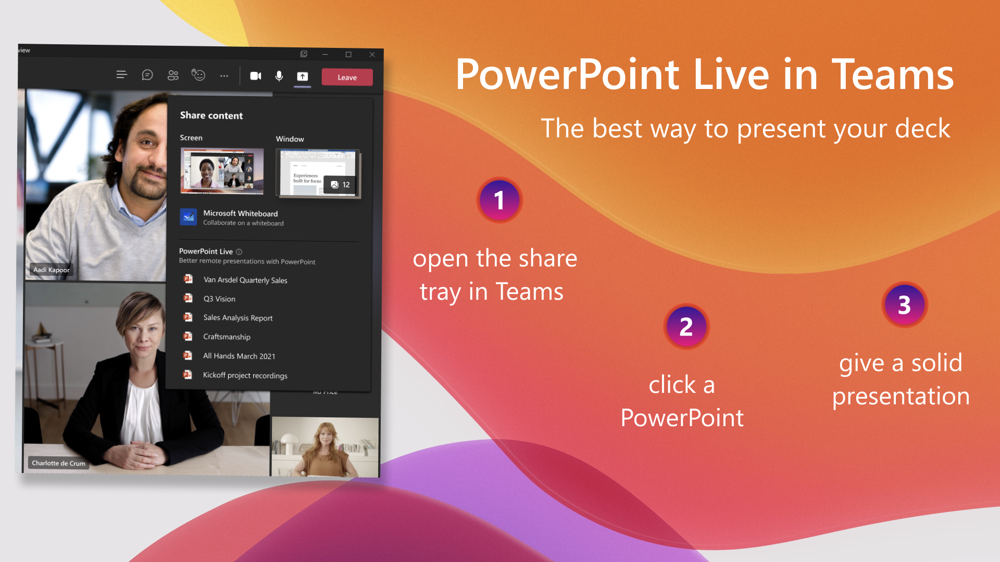 view
Leave
Share content
Screen
Window
Experiences
built for focus
12
Microsoft Whiteboard
Collaborate on a whiteboard
PowerPoint Live
Better remote presentations with PowerPoint
Van Arsdel Quarterly Sales
Q3 Vision
Sales Analysis Report
Craftsmanship
All Hands March 2021
Kickoff project recordings
Aadi Kapoor
Charlotte de Crum
MJ Price
PowerPoint Live in Teams
The best way to present your deck
1
open the share
tray in Teams
2
click a
PowerPoint
3
give a solid
presentation